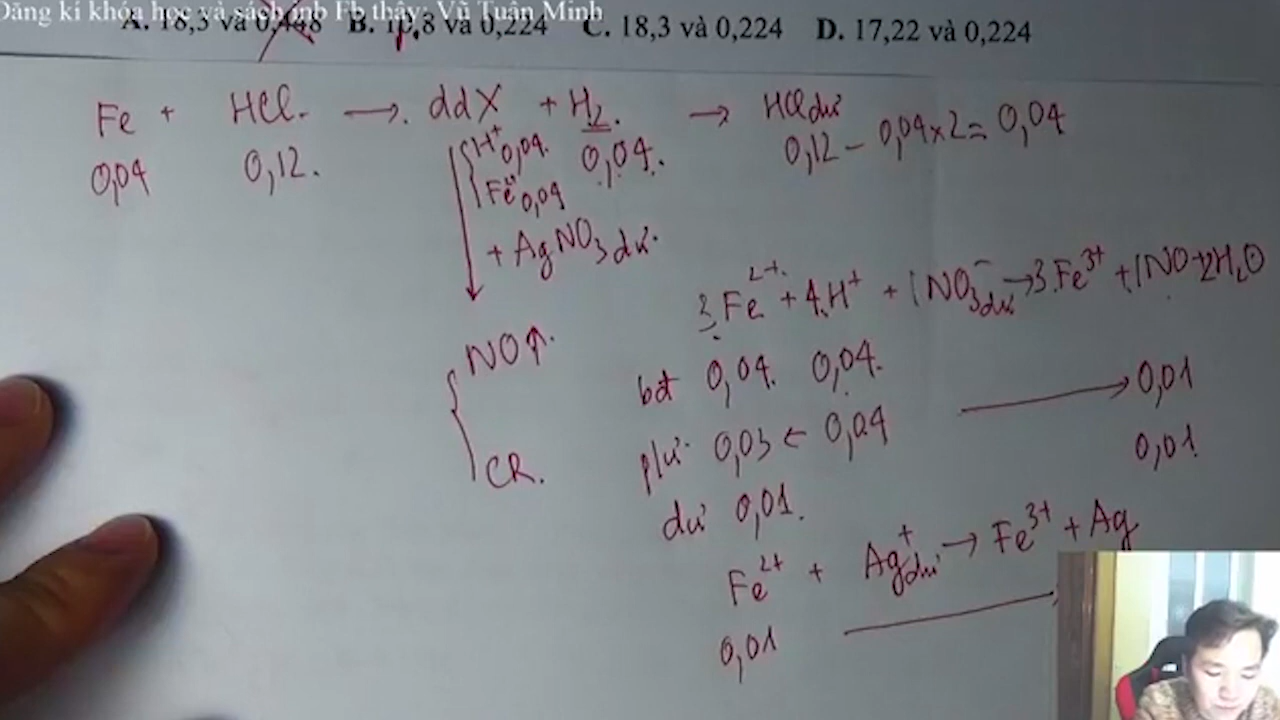 Đăng kí khóa học và sách inb Fb thầy: Vũ Tuấn Minh
A. 18,3 và 0,448 B. 10,8 và 0,224 C. 18,3 và 0,224 D. 17,22 và 0,224
Fe + HCl. → ddX + H2. → HCl dư
0,04 0,12. H+ 0,04. 0,04. 0,12 - 0,04x2 = 0,04
Fe2+ 0,04
+ AgNO3 dư.
3Fe2+ + 4H+ + 1NO3- dư → 3Fe3+ + 1NO + 2H2O
NO↑.
bđ 0,04. 0,04.
→ 0,01
pư 0,03 ← 0,04
0,01.
CR.
dư 0,01.
Fe2+ + Ag+ dư → Fe3+ + Ag
0,01 →